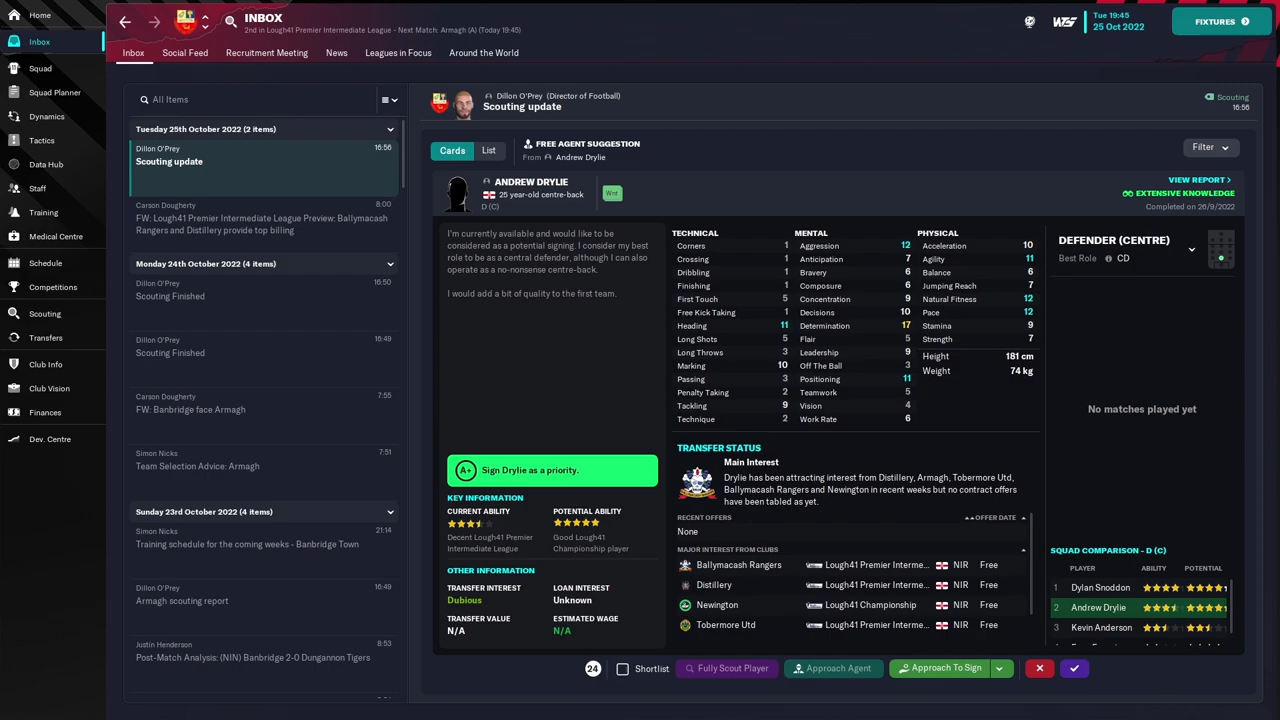 Home
Inbox
Squad
Squad Planner
Dynamics
Tactics
Data Hub
Staff
Training
Medical Centre
Schedule
Competitions
Scouting
Transfers
Club Info
Club Vision
Finances
Dev. Centre
INBOX
2nd in Lough41 Premier Intermediate League - Next Match: Armagh (A) (Today 19:45)
Tue 19:45
25 Oct 2022
FIXTURES
Inbox
Social Feed
Recruitment Meeting
News
Leagues in Focus
Around the World
All Items
Tuesday 25th October 2022 (2 items)
Dillon O'Prey 16:56
Scouting update
Carson Dougherty 8:00
FW: Lough41 Premier Intermediate League Preview: Ballymacash
Rangers and Distillery provide top billing
Monday 24th October 2022 (4 items)
Dillon O'Prey 16:50
Scouting Finished
Dillon O'Prey 16:49
Scouting Finished
Carson Dougherty 7:55
FW: Banbridge face Armagh
Simon Nicks 7:51
Team Selection Advice: Armagh
Sunday 23rd October 2022 (4 items)
Simon Nicks 21:14
Training schedule for the coming weeks - Banbridge Town
Dillon O'Prey 16:49
Armagh scouting report
Justin Henderson 8:53
Post-Match Analysis: (NIN) Banbridge 2-0 Dungannon Tigers
Dillon O'Prey (Director of Football)
Scouting update
Scouting
16:56
Cards
List
FREE AGENT SUGGESTION
From Andrew Drylie
Filter
ANDREW DRYLIE
25 year-old centre-back
D (C)
Wnt
VIEW REPORT >
EXTENSIVE KNOWLEDGE
Completed on 26/9/2022
I'm currently available and would like to be
considered as a potential signing. I consider my best
role to be as a central defender, although I can also
operate as a no-nonsense centre-back.
I would add a bit of quality to the first team.
A+ Sign Drylie as a priority.
KEY INFORMATION
CURRENT ABILITY
Decent Lough41 Premier
Intermediate League
POTENTIAL ABILITY
Good Lough41
Championship player
OTHER INFORMATION
TRANSFER INTEREST
Dubious
LOAN INTEREST
Unknown
TRANSFER VALUE
N/A
ESTIMATED WAGE
N/A
TECHNICAL
Corners 1
Crossing 1
Dribbling 1
Finishing 1
First Touch 5
Free Kick Taking 1
Heading 11
Long Shots 5
Long Throws 3
Marking 10
Passing 3
Penalty Taking 2
Tackling 9
Technique 2
MENTAL
Aggression 12
Anticipation 7
Bravery 6
Composure 6
Concentration 9
Decisions 10
Determination 17
Flair 5
Leadership 9
Off The Ball 3
Positioning 11
Teamwork 5
Vision 4
Work Rate 6
PHYSICAL
Acceleration 10
Agility 11
Balance 6
Jumping Reach 7
Natural Fitness 12
Pace 12
Stamina 9
Strength 7
Height 181 cm
Weight 74 kg
TRANSFER STATUS
Main Interest
Drylie has been attracting interest from Distillery, Armagh, Tobermore Utd,
Ballymacash Rangers and Newington in recent weeks but no contract offers
have been tabled as yet.
RECENT OFFERS OFFER DATE
None
MAJOR INTEREST FROM CLUBS
Ballymacash Rangers Lough41 Premier Interme... NIR Free
Distillery Lough41 Premier Interme... NIR Free
Newington Lough41 Championship NIR Free
Tobermore Utd Lough41 Premier Interme... NIR Free
DEFENDER (CENTRE)
Best Role CD
No matches played yet
SQUAD COMPARISON - D (C)
PLAYER ABILITY POTENTIAL
1 Dylan Snoddon
2 Andrew Drylie
3 Kevin Anderson
24
Shortlist
Fully Scout Player
Approach Agent
Approach To Sign